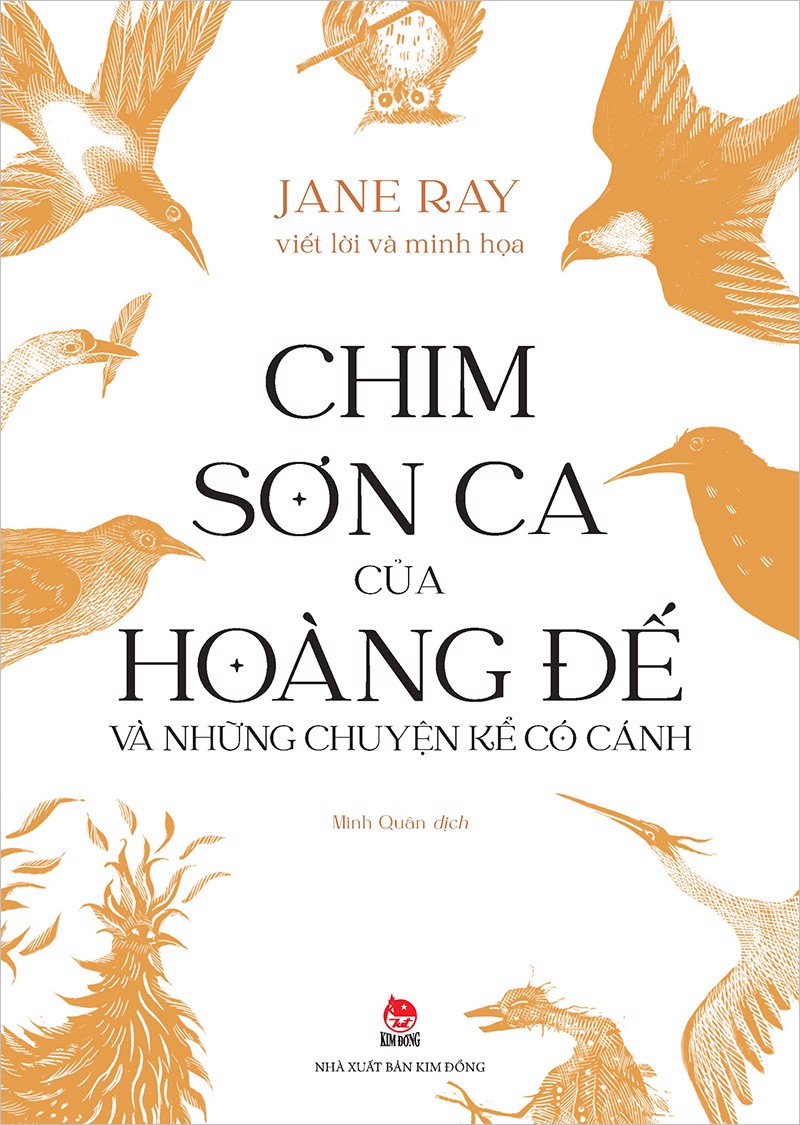 JANE RAY
viết lời và minh họa
CHIM
SƠN CA
CỦA
HOÀNG ĐẾ
VÀ NHỮNG CHUYỆN KỂ CÓ CÁNH
Minh Quân dịch
KIM ĐỒNG
NHÀ XUẤT BẢN KIM ĐỒNG